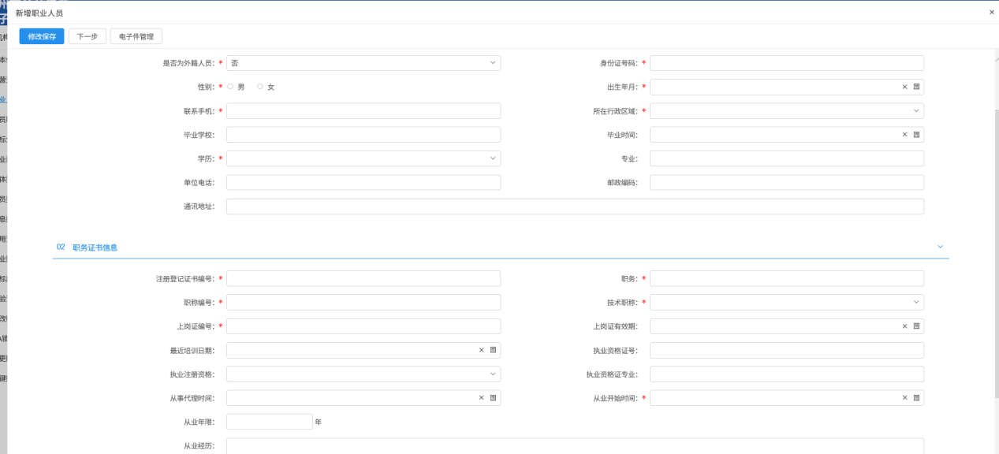 新增职业人员 ×
修改保存 下一步 电子件管理
是否为外籍人员: * 否 身份证号码: *
性别: * 男 女 出生年月: *
联系手机: * 所在行政区域: *
毕业学校: 毕业时间:
学历: * 专业:
单位电话: 邮政编码:
通讯地址:
02 职务证书信息
注册登记证书编号: * 职务: *
职称编号: * 技术职称: *
上岗证编号: * 上岗证有效期:
最近培训日期: 执业资格证号:
执业注册资格: 执业资格证专业:
从事代理时间: 从业开始时间: *
从业年限: 年
从业经历: